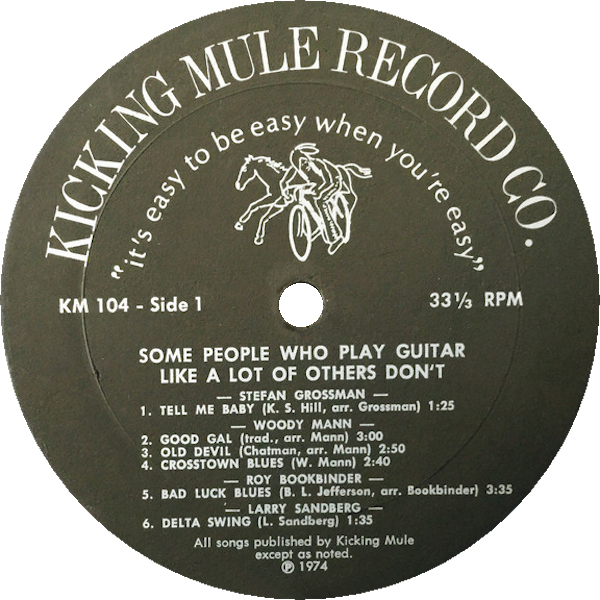 KICKING MULE RECORD CO.
"it's easy to be easy when you're easy"
KM 104 - Side 1
33⅓ RPM
SOME PEOPLE WHO PLAY GUITAR
LIKE A LOT OF OTHERS DON'T
— STEFAN GROSSMAN —
1. TELL ME BABY (K. S. Hill, arr. Grossman) 1:25
— WOODY MANN —
2. GOOD GAL (trad., arr. Mann) 3:00
3. OLD DEVIL (Chatman, arr. Mann) 2:50
4. CROSSTOWN BLUES (W. Mann) 2:40
— ROY BOOKBINDER —
5. BAD LUCK BLUES (B. L. Jefferson, arr. Bookbinder) 3:35
— LARRY SANDBERG —
6. DELTA SWING (L. Sandberg) 1:35
All songs published by Kicking Mule
except as noted.
℗ 1974